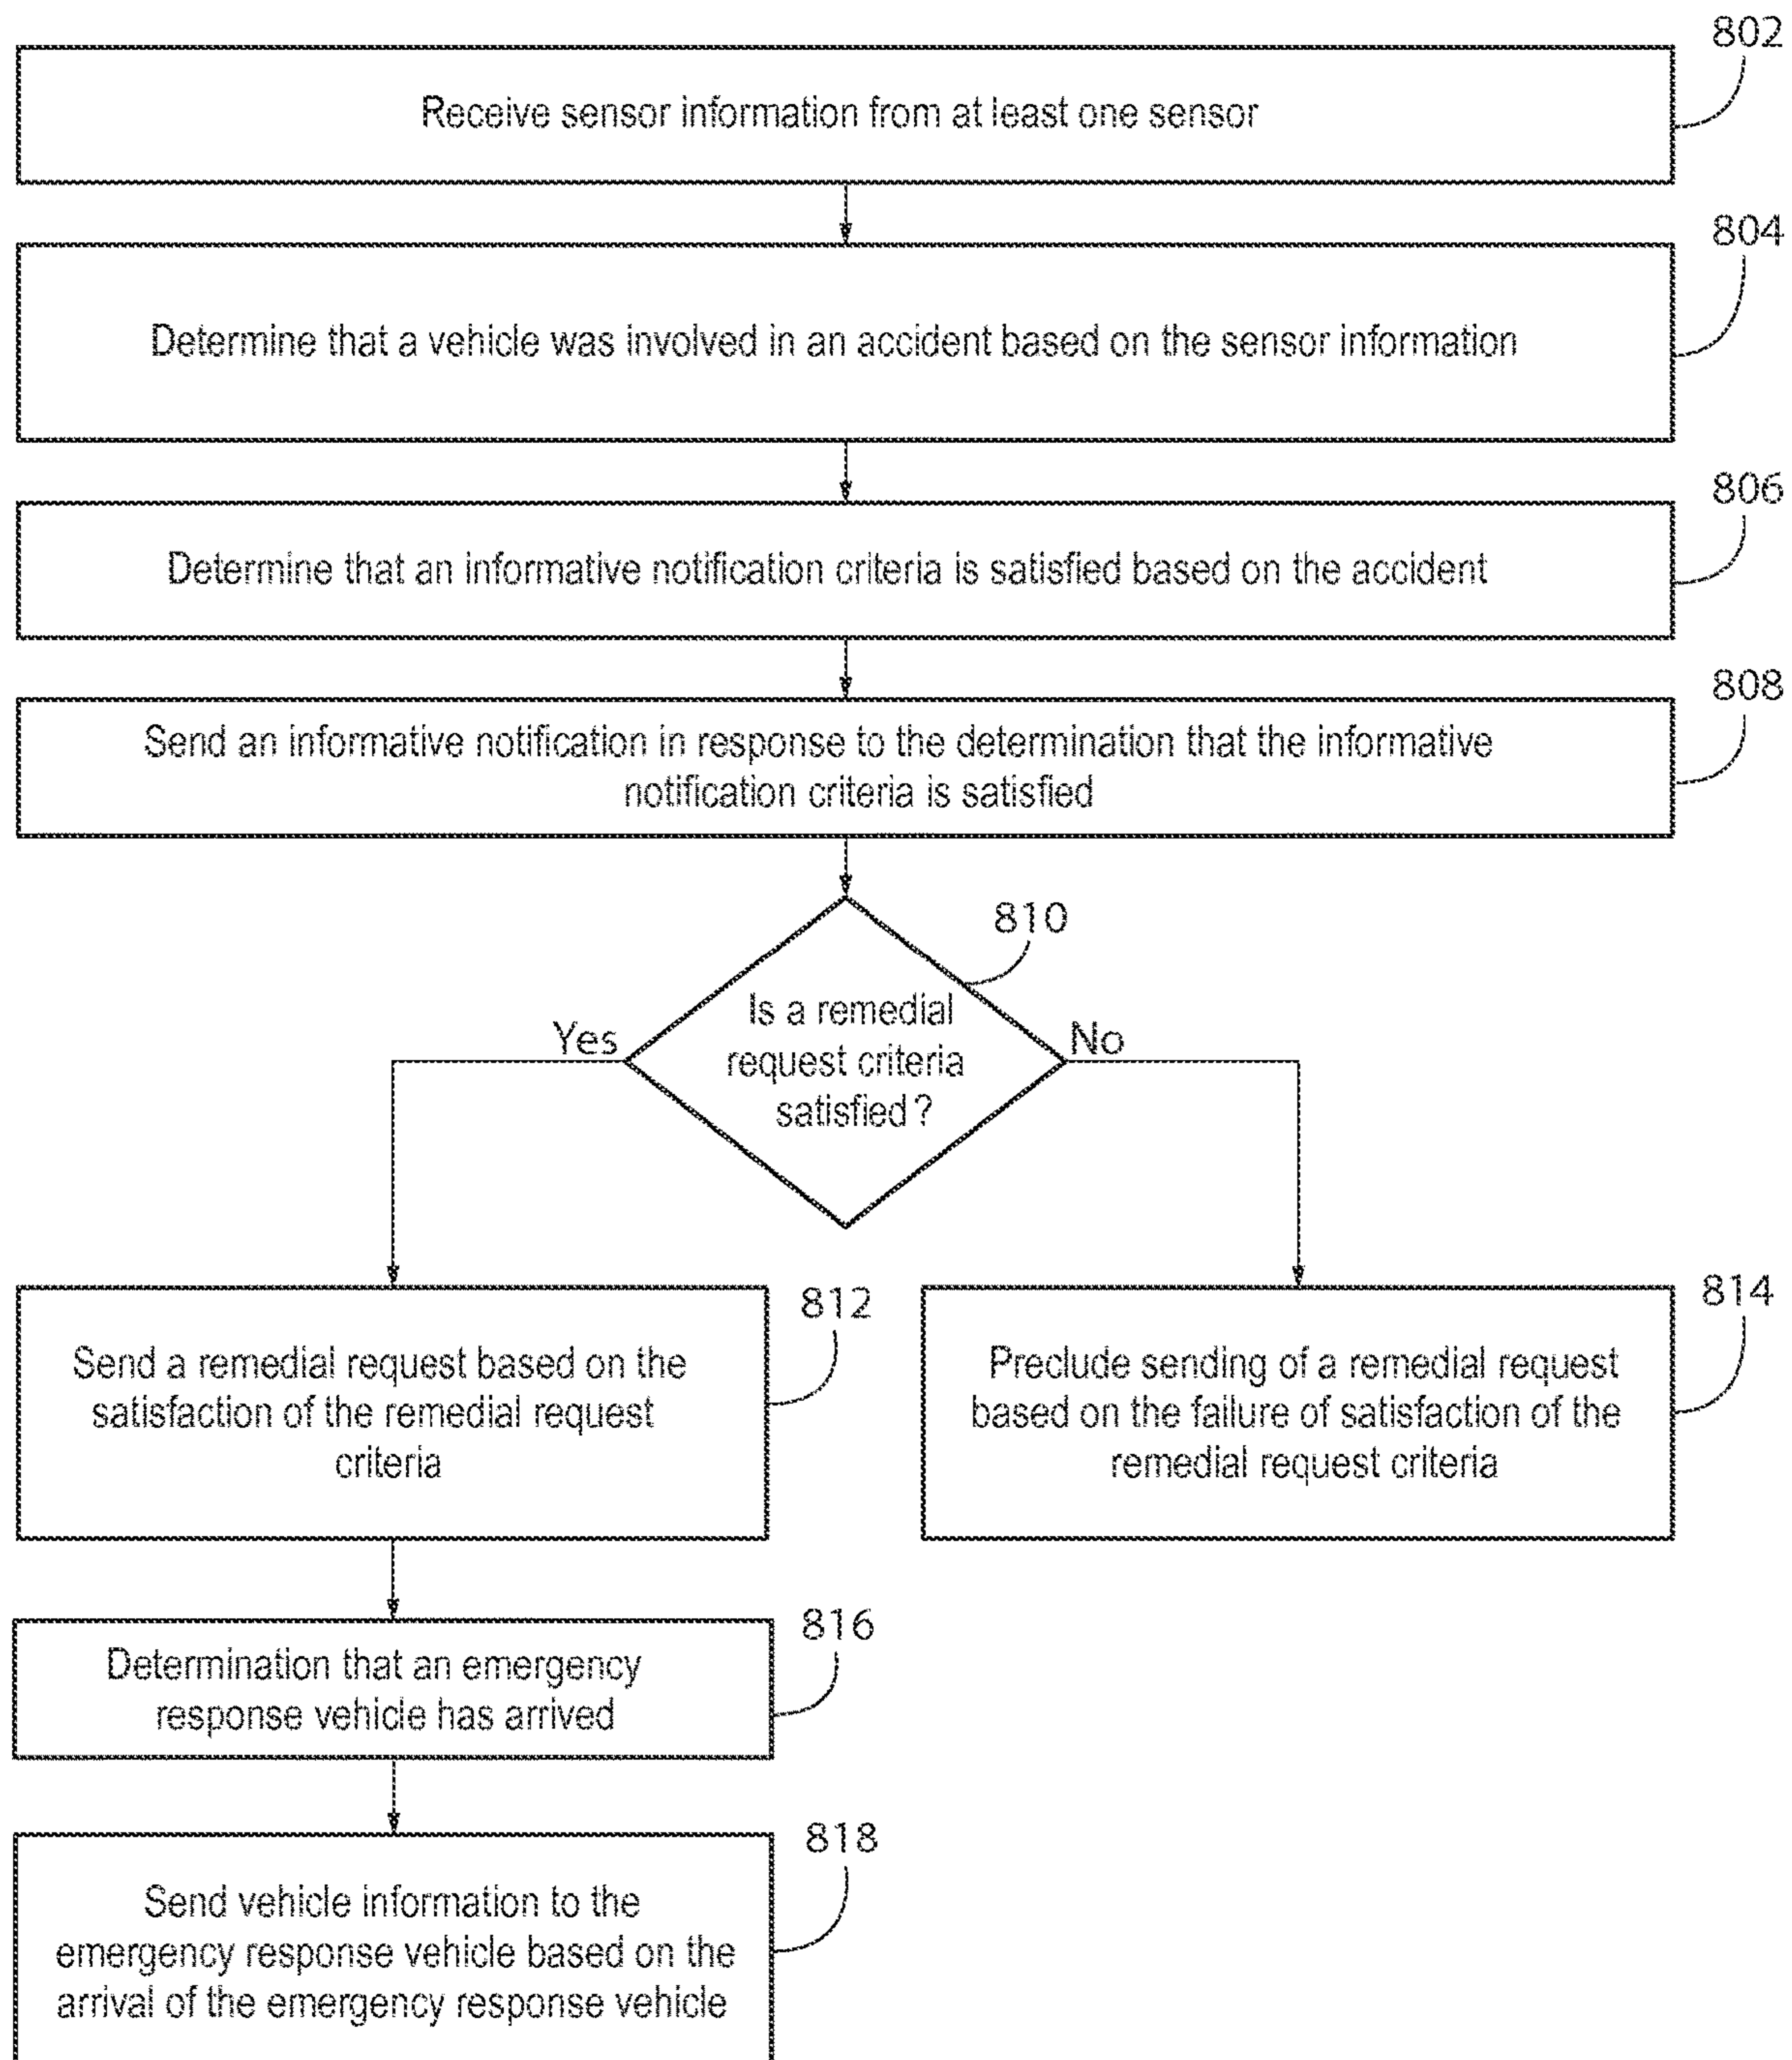 802
Receive sensor information from at least one sensor
804
Determine that a vehicle was involved in an accident based on the sensor information
806
Determine that an informative notification criteria is satisfied based on the accident
808
Send an informative notification in response to the determination that the informative
notification criteria is satisfied
810
Is a remedial
request criteria
satisfied?
Yes
No
812
Send a remedial request based on the
satisfaction of the remedial request
criteria
814
Preclude sending of a remedial request
based on the failure of satisfaction of the
remedial request criteria
816
Determination that an emergency
response vehicle has arrived
818
Send vehicle information to the
emergency response vehicle based on the
arrival of the emergency response vehicle